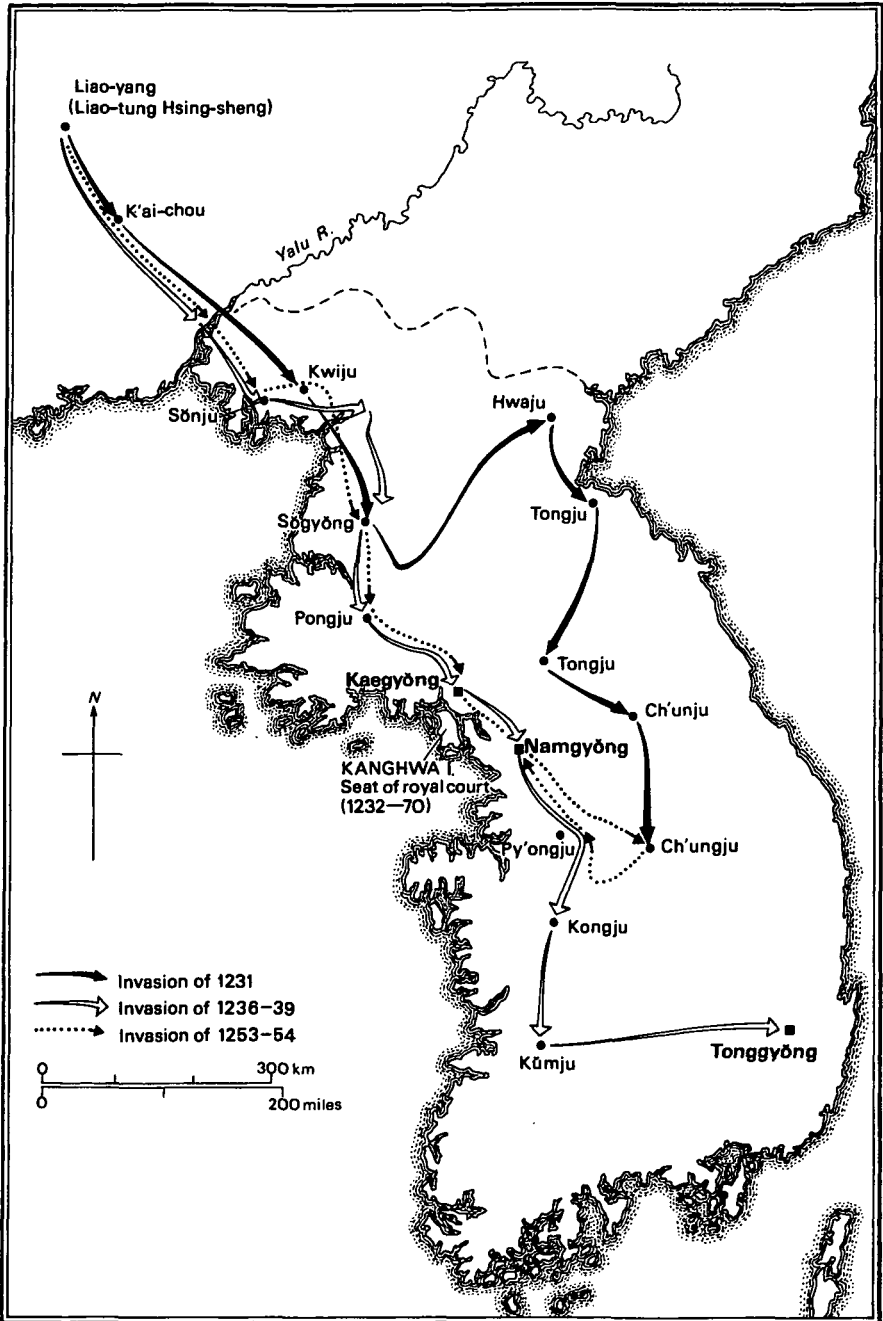 Liao-yang
(Liao-tung Hsing-sheng)
K'ai-chou
Yalu R.
Kwiju
Sŏnju
Hwaju
Sŏgyŏng
Tongju
Pongju
Tongju
Kaegyŏng
Ch'unju
N
Namgyŏng
KANGHWA I.
Seat of royal court
(1232–70)
Py'ongju
Ch'ungju
Kongju
Invasion of 1231
Invasion of 1236–39
Invasion of 1253–54
Kŭmju
Tonggyŏng
0 300 km
0 200 miles